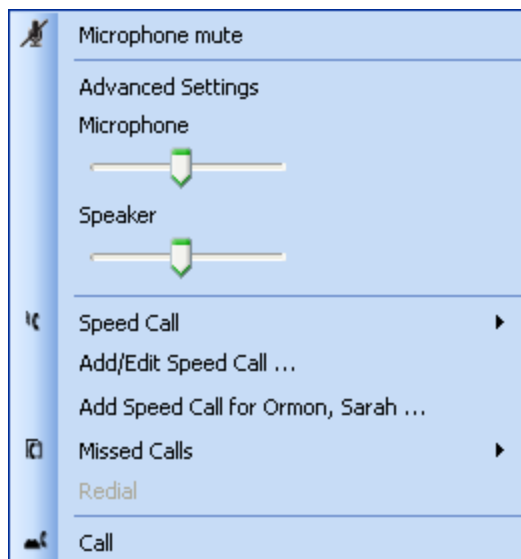 Microphone mute
Advanced Settings
Microphone
Speaker
Speed Call
Add/Edit Speed Call ...
Add Speed Call for Ormon, Sarah ...
Missed Calls
Redial
Call